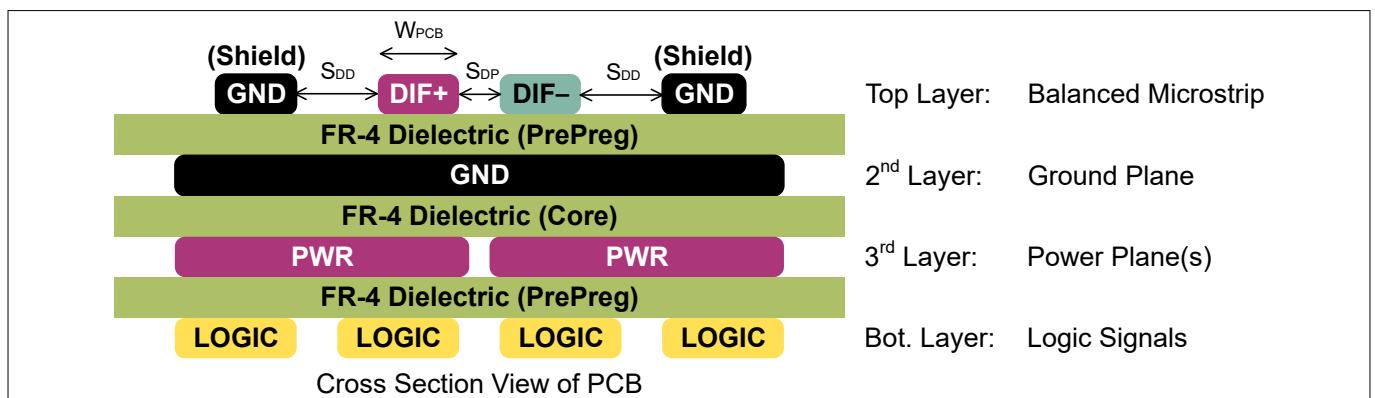 WPCB
(Shield) (Shield)
SDD SDP SDD
GND DIF+ DIF– GND Top Layer: Balanced Microstrip
FR-4 Dielectric (PrePreg)
GND 2nd Layer: Ground Plane
FR-4 Dielectric (Core)
PWR PWR 3rd Layer: Power Plane(s)
FR-4 Dielectric (PrePreg)
LOGIC LOGIC LOGIC LOGIC Bot. Layer: Logic Signals
Cross Section View of PCB